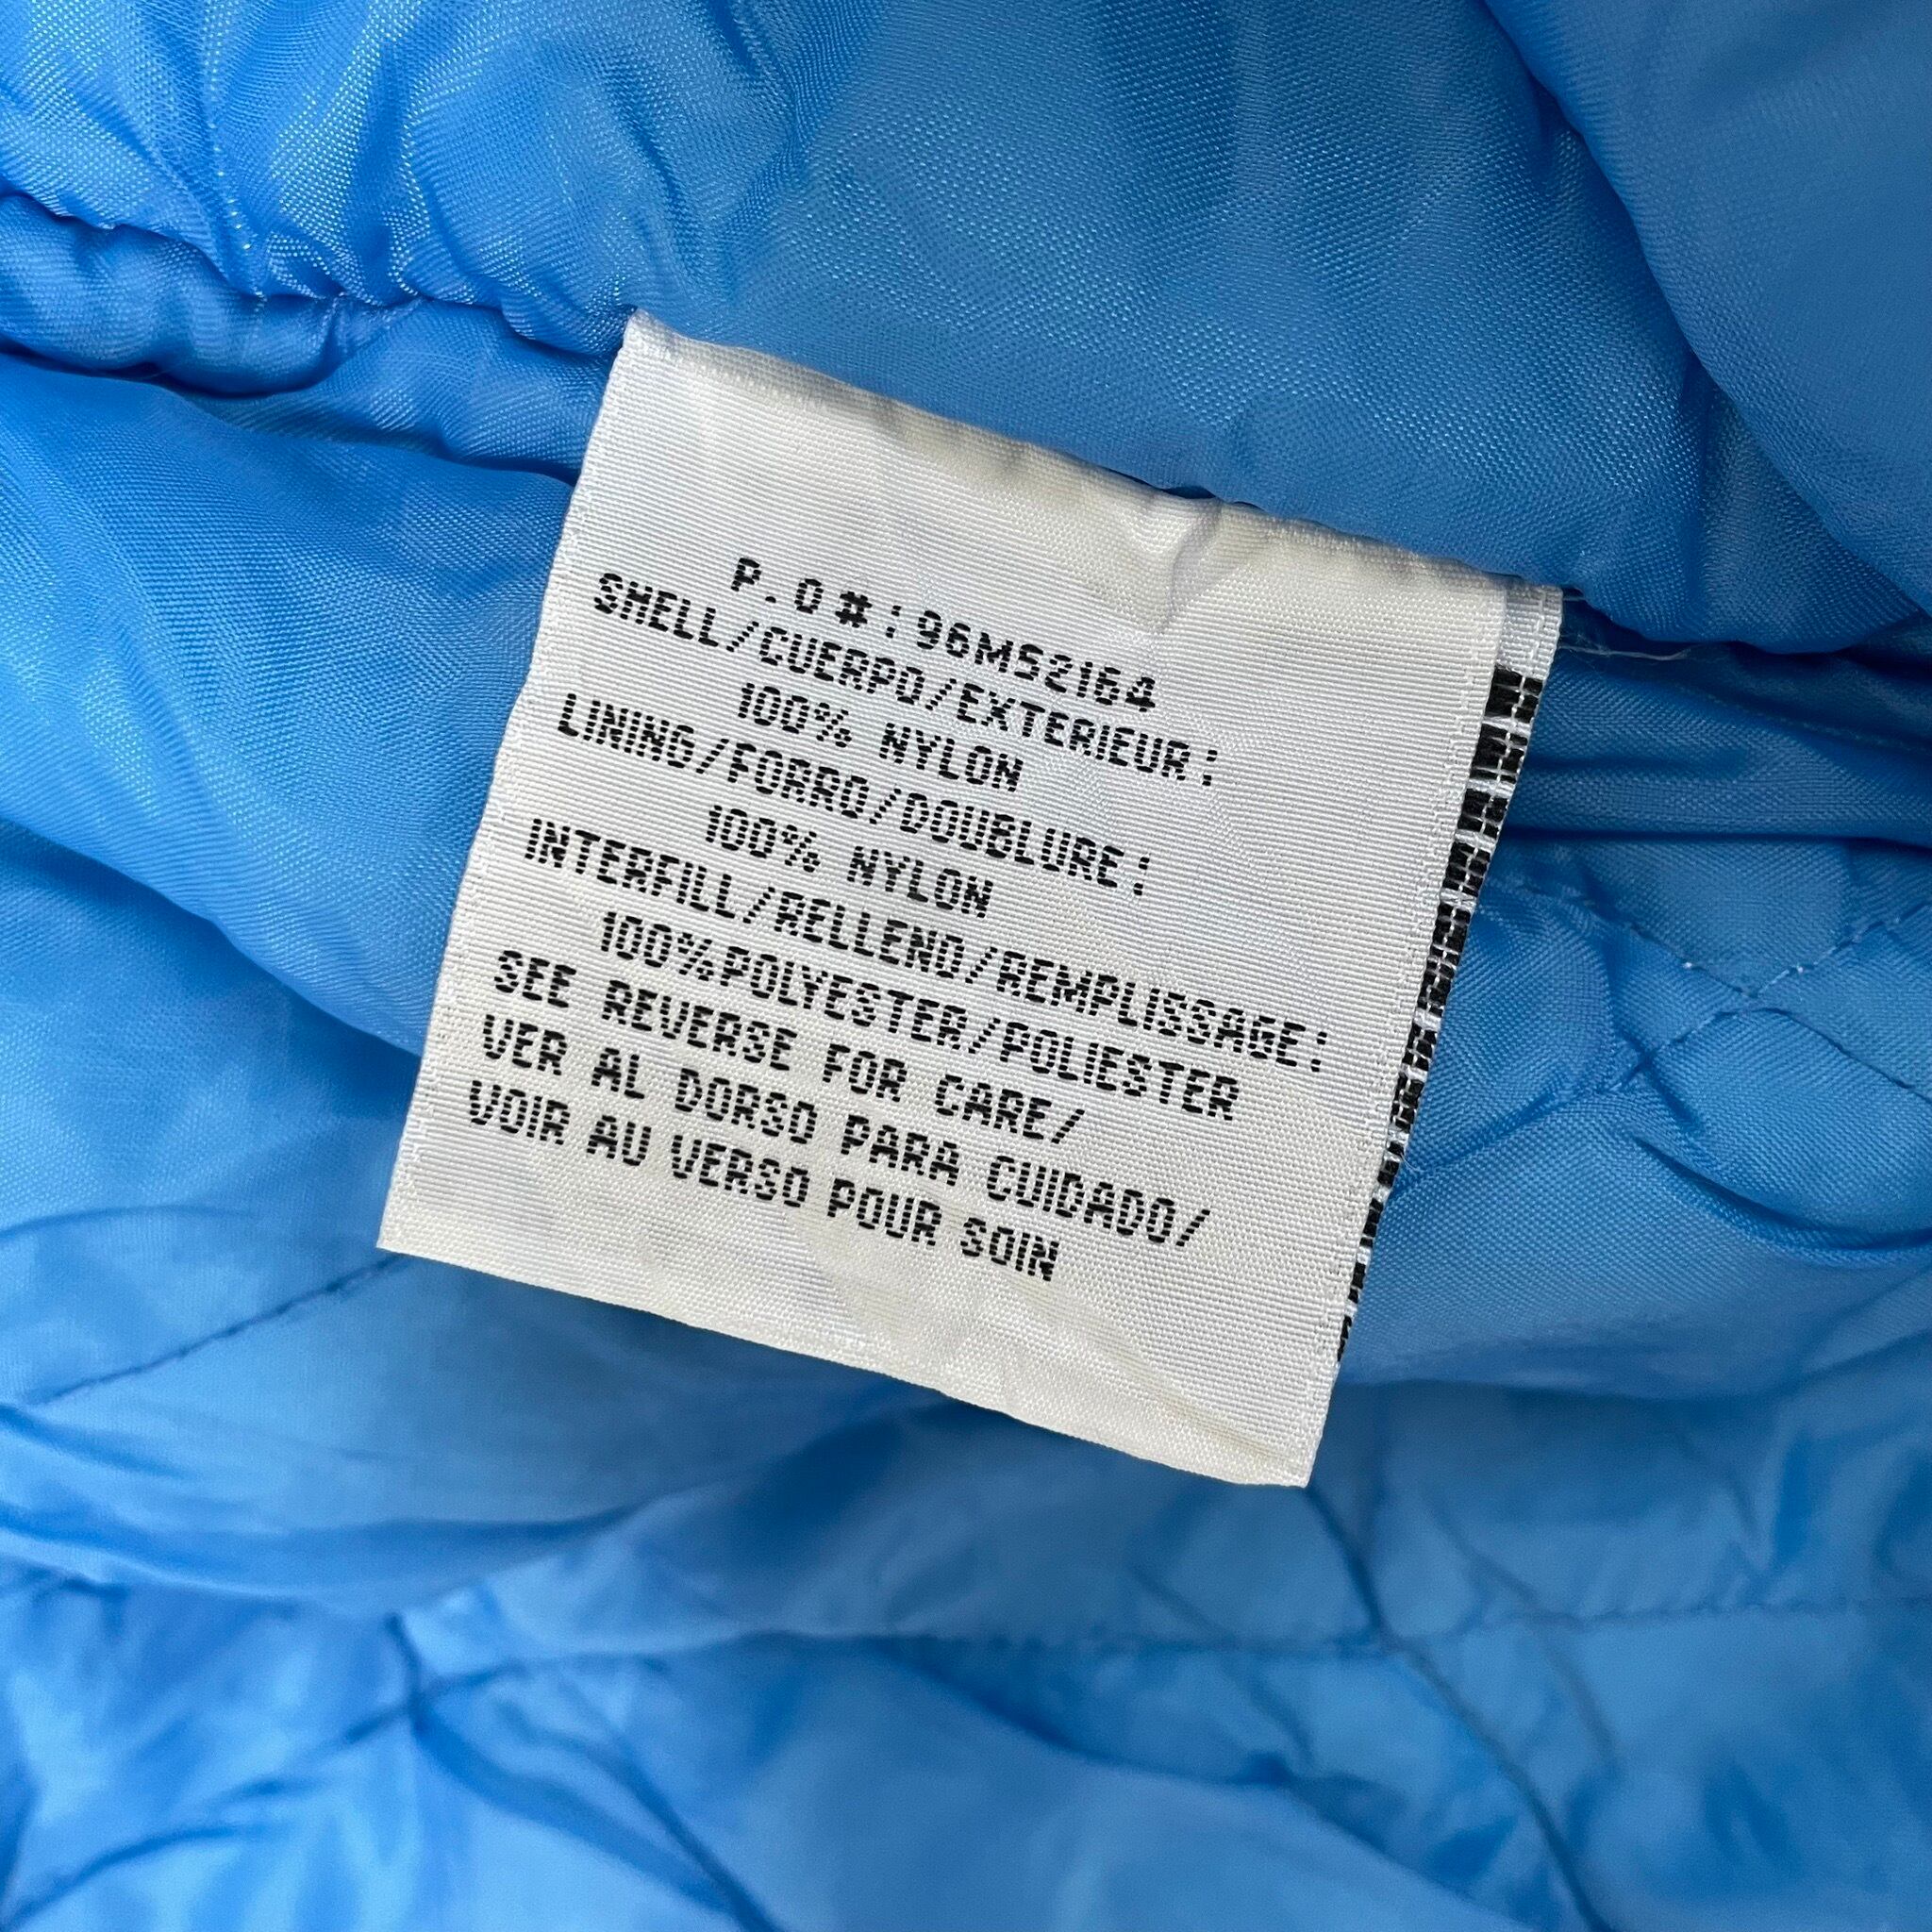 P.O#:96MS2164
SHELL/CUERPO/EXTERIEUR:
100% NYLON
LINING/FORRO/DOUBLURE:
100% NYLON
INTERFILL/RELLENO/REMPLISSAGE:
100%POLYESTER/POLIESTER
SEE REVERSE FOR CARE/
VER AL DORSO PARA CUIDADO/
VOIR AU VERSO POUR SOIN